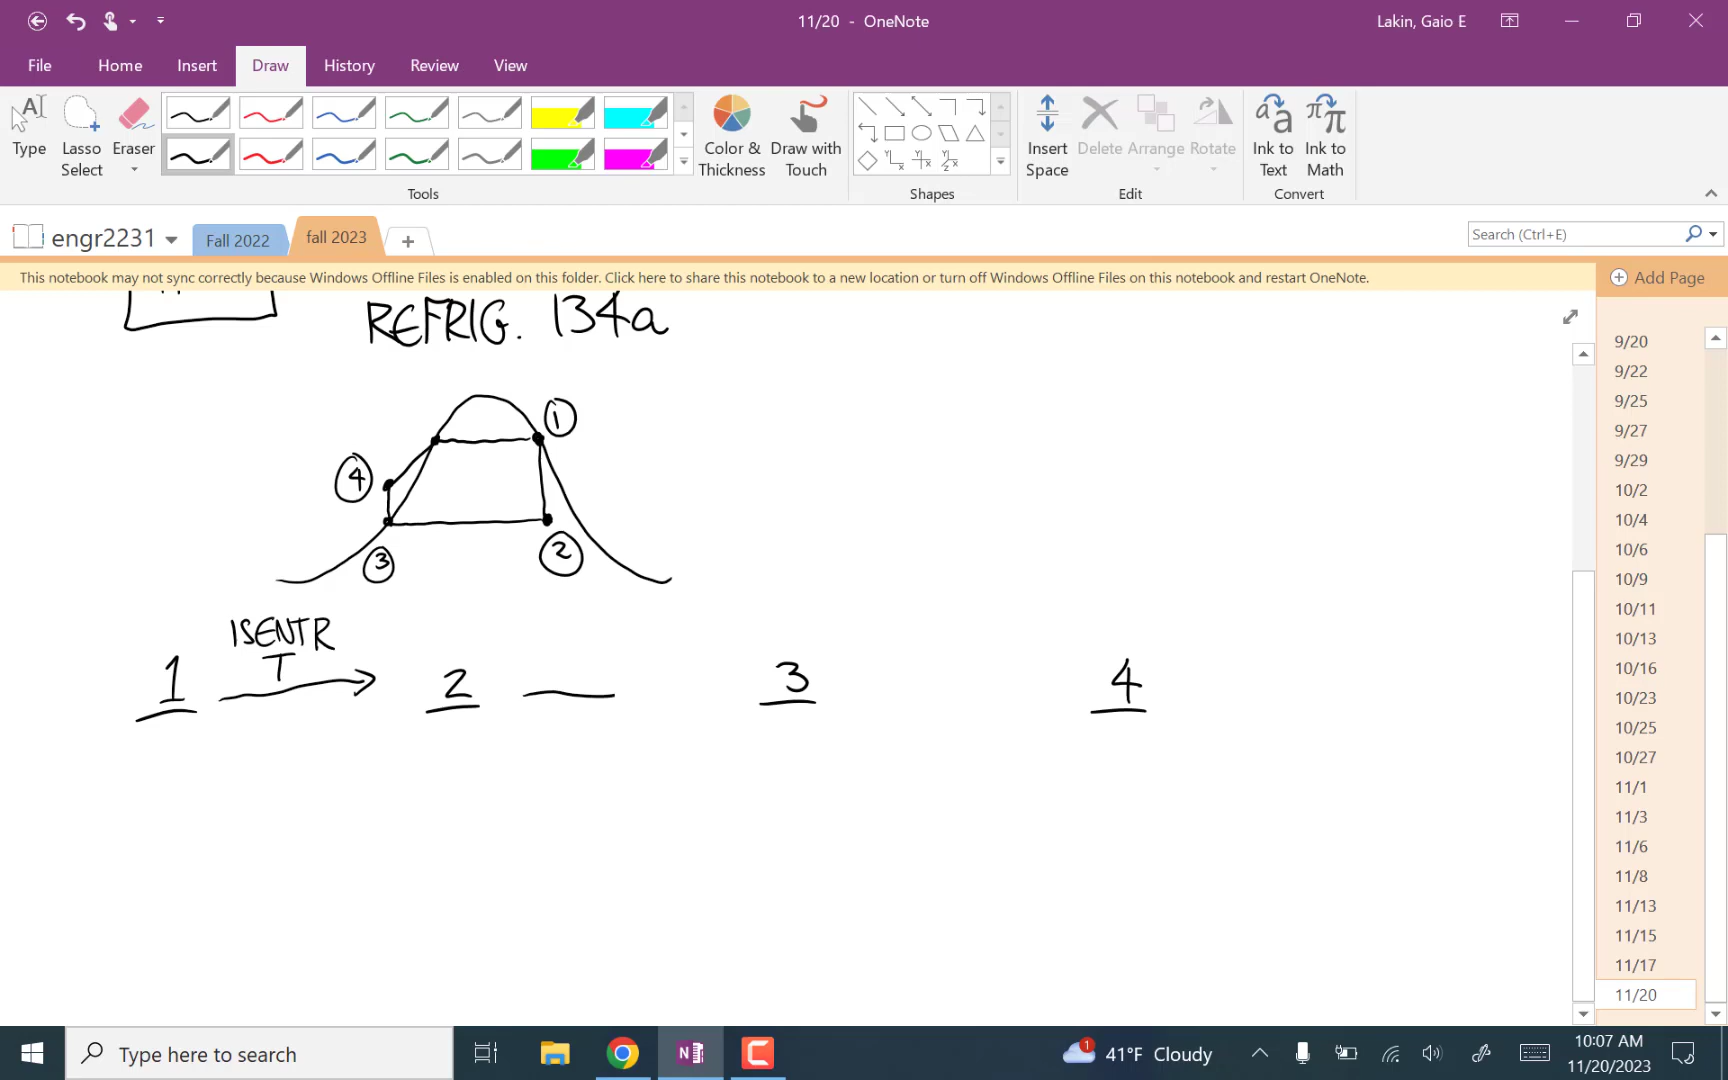 11/20 - OneNote
Lakin, Gaio E
File Home Insert Draw History Review View
Type
Lasso Select
Eraser
Color & Thickness
Draw with Touch
Insert Space
Delete Arrange Rotate
Ink to Text
Ink to Math
Tools Shapes Edit Convert
engr2231 Fall 2022 fall 2023
Search (Ctrl+E)
This notebook may not sync correctly because Windows Offline Files is enabled on this folder. Click here to share this notebook to a new location or turn off Windows Offline Files on this notebook and restart OneNote.
Add Page
REFRIG. 134a
1
4
3
2
ISENTR
T
1 2 3 4
9/20
9/22
9/25
9/27
9/29
10/2
10/4
10/6
10/9
10/11
10/13
10/16
10/23
10/25
10/27
11/1
11/3
11/6
11/8
11/13
11/15
11/17
11/20
Type here to search
1
41°F Cloudy
10:07 AM
11/20/2023